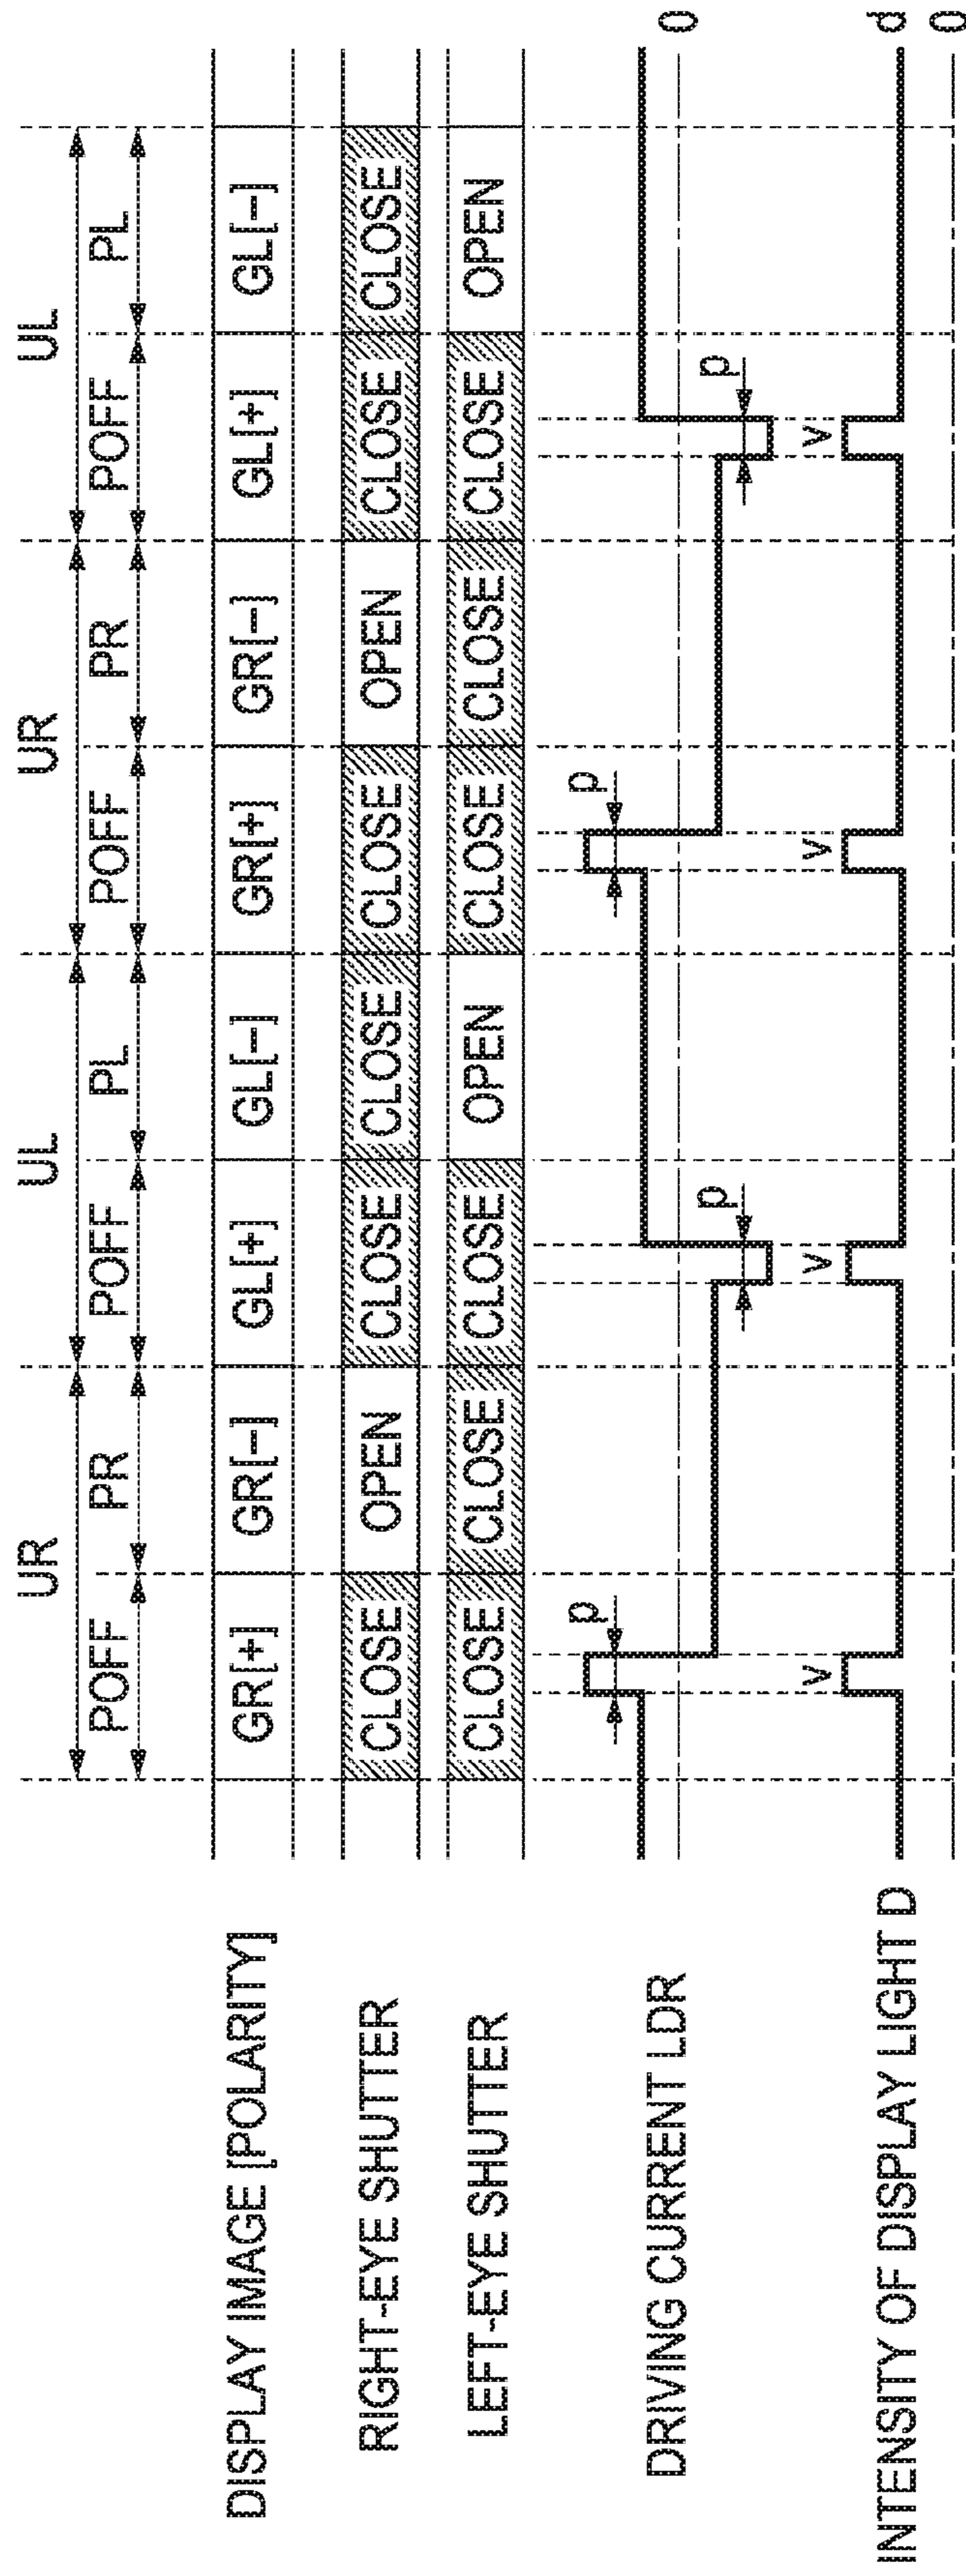 UR UL UR UL
POFF PR POFF PL POFF PR POFF PL
DISPLAY IMAGE [POLARITY] GR[+] GR[−] GL[+] GL[−] GR[+] GR[−] GL[+] GL[−]
RIGHT-EYE SHUTTER CLOSE OPEN CLOSE CLOSE CLOSE OPEN CLOSE CLOSE
LEFT-EYE SHUTTER CLOSE CLOSE CLOSE OPEN CLOSE CLOSE CLOSE OPEN
p p
DRIVING CURRENT LDR 0
p p
v v v v
INTENSITY OF DISPLAY LIGHT D d
0